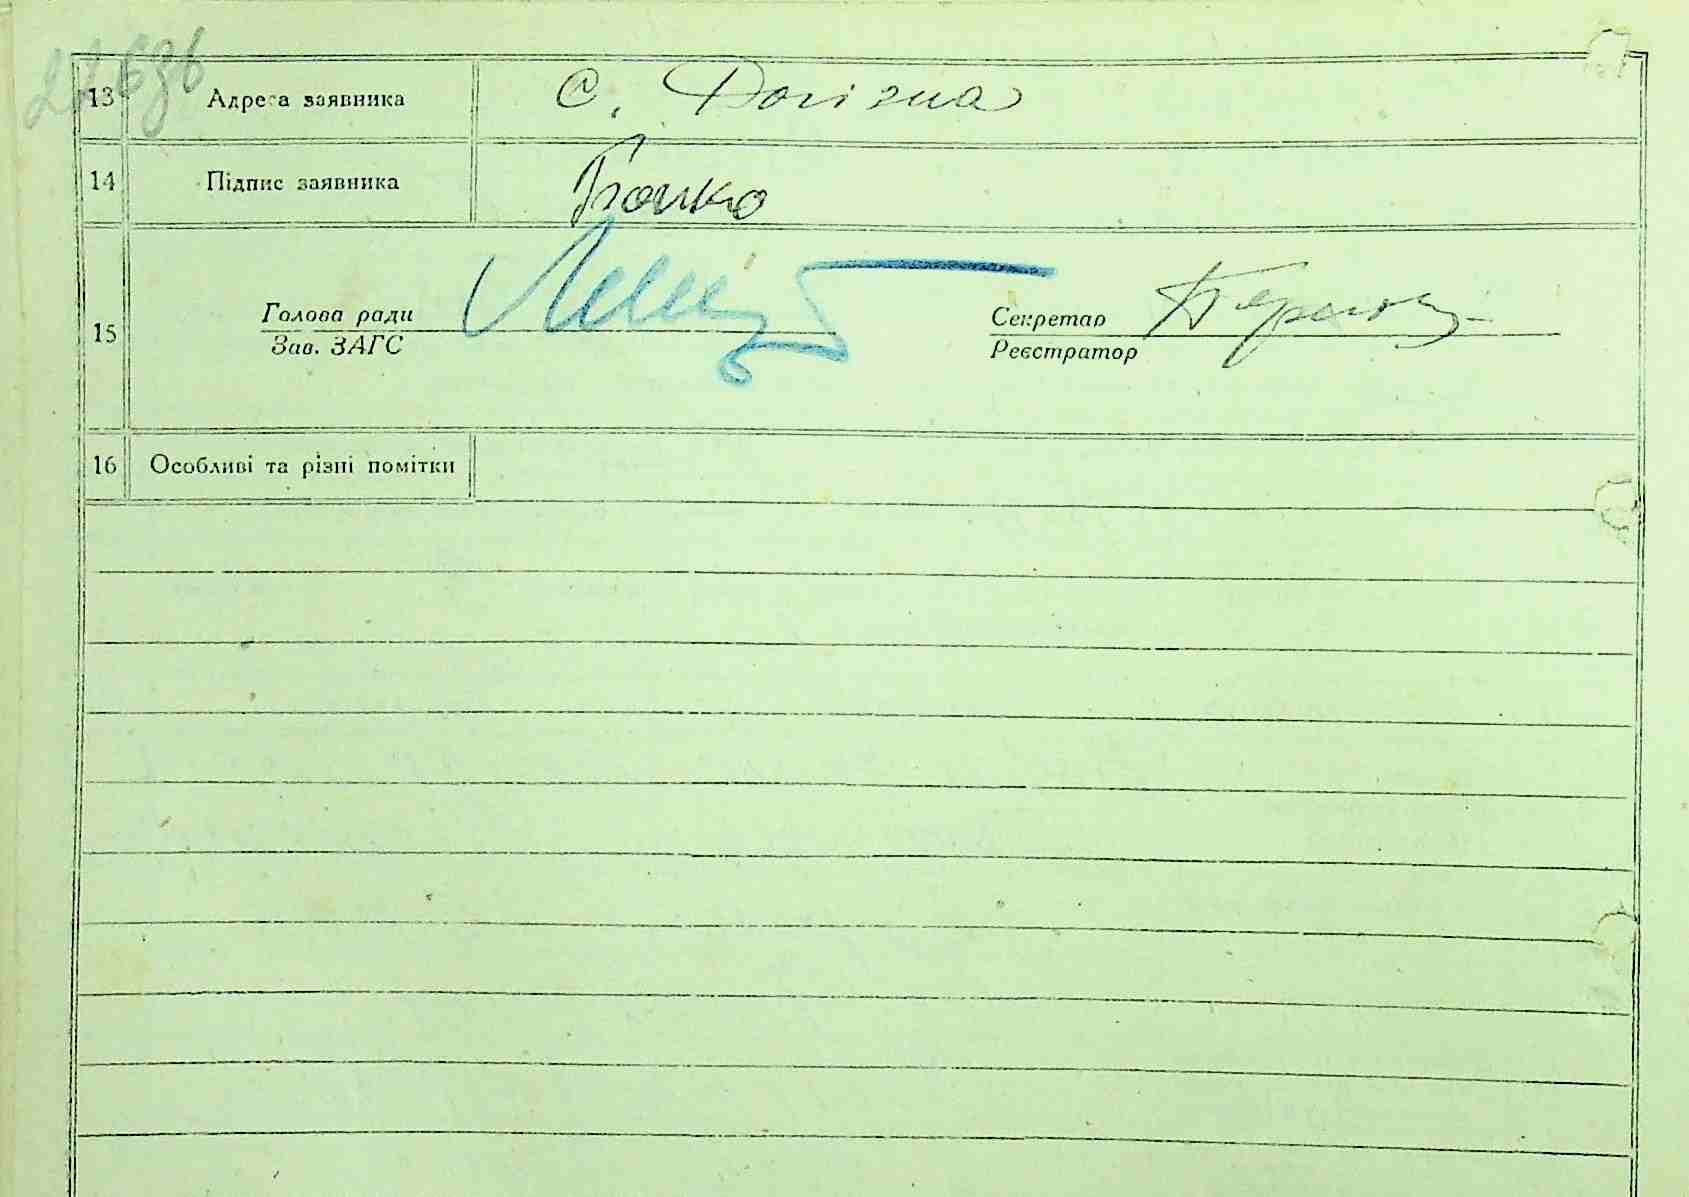 13 Адреса заявника С. Логізна
14 Підпис заявника Бойко
15 Голова ради Секретар
Зав. ЗАГС Реєстратор
16 Особливі та різні помітки